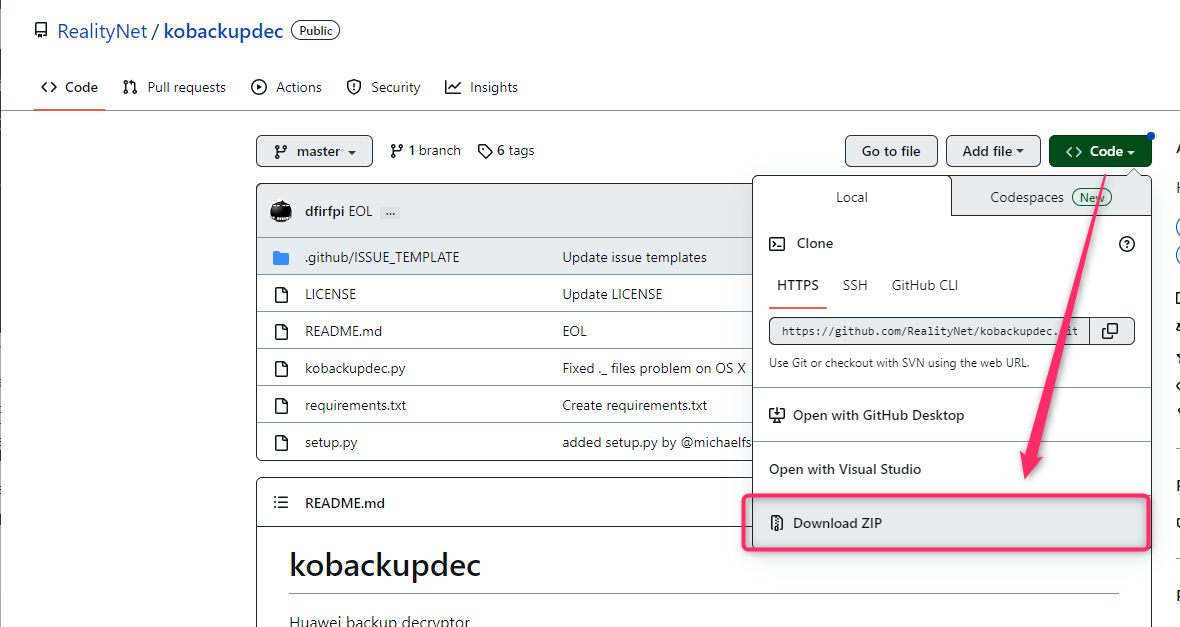 RealityNet / kobackupdec Public
Code Pull requests Actions Security Insights
master 1 branch 6 tags Go to file Add file Code
dfirfpi EOL ...
.github/ISSUE_TEMPLATE Update issue templates
LICENSE Update LICENSE
README.md EOL
kobackupdec.py Fixed ._ files problem on OS X
requirements.txt Create requirements.txt
setup.py added setup.py by @michaelfs
Local Codespaces New
Clone
HTTPS SSH GitHub CLI
https://github.com/RealityNet/kobackupdec.git
Use Git or checkout with SVN using the web URL.
Open with GitHub Desktop
Open with Visual Studio
Download ZIP
README.md
kobackupdec
Huawei backup decryptor